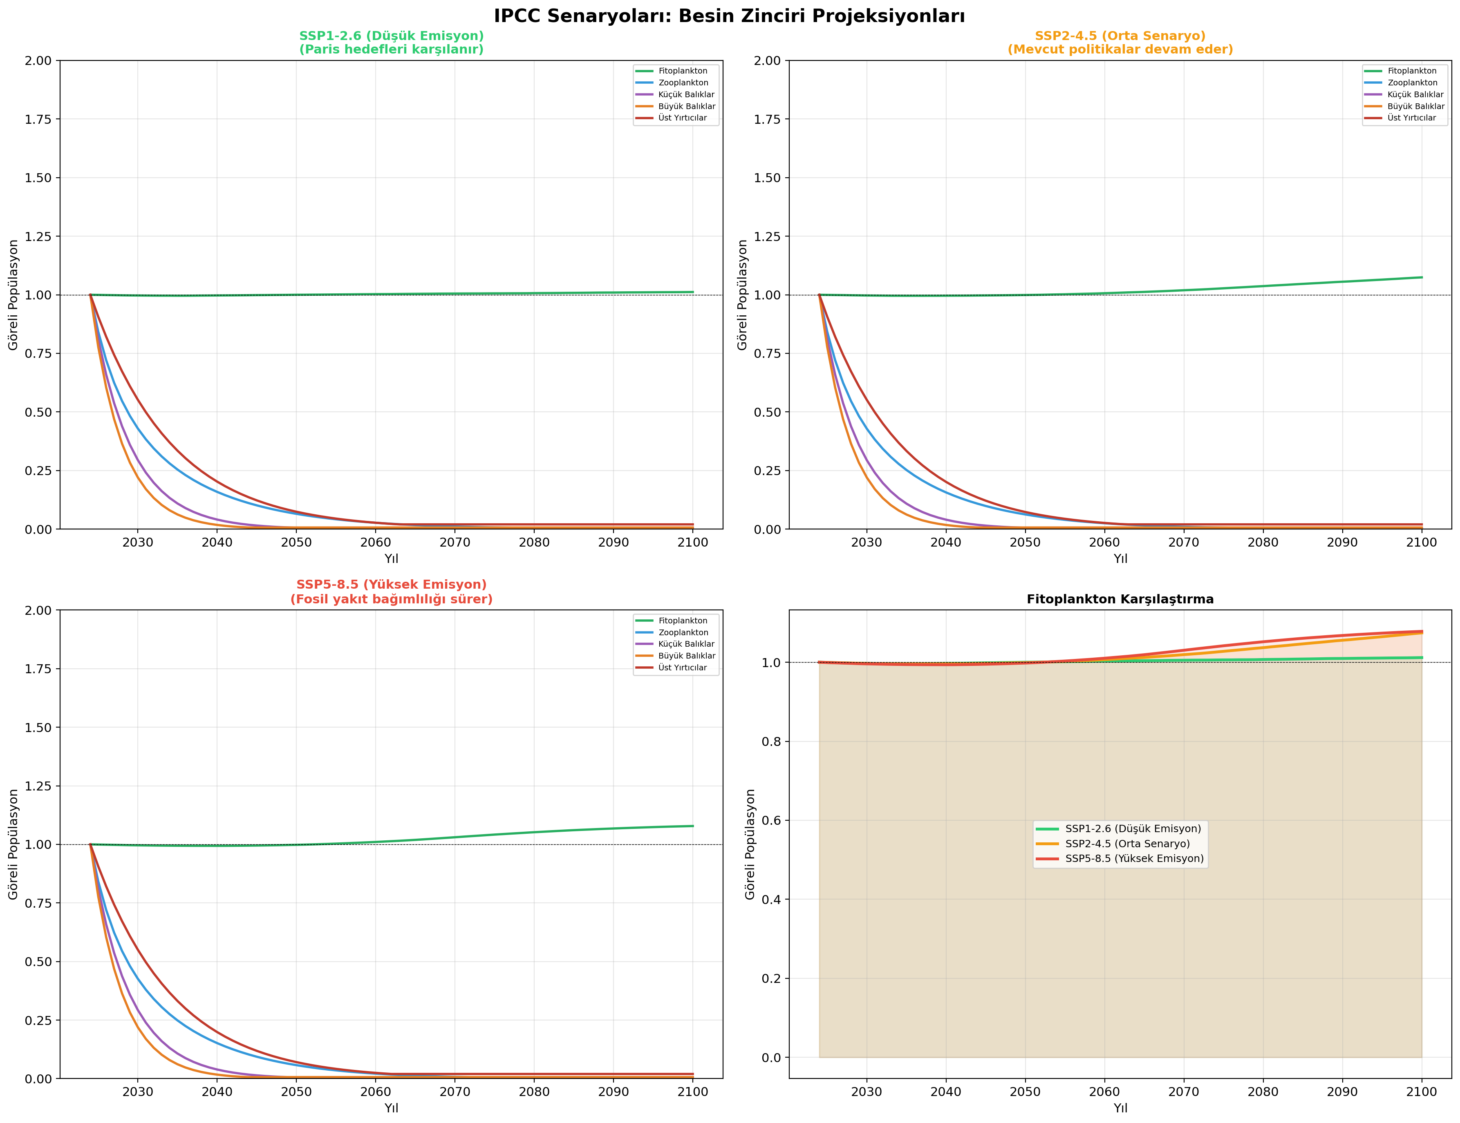 IPCC Senaryoları: Besin Zinciri Projeksiyonları
SSP1-2.6 (Düşük Emisyon)
(Paris hedefleri karşılanır)
2.00
1.75
1.50
1.25
1.00
0.75
0.50
0.25
0.00
Göreli Popülasyon
Fitoplankton
Zooplankton
Küçük Balıklar
Büyük Balıklar
Üst Yırtıcılar
2030 2040 2050 2060 2070 2080 2090 2100
Yıl
SSP2-4.5 (Orta Senaryo)
(Mevcut politikalar devam eder)
2.00
1.75
1.50
1.25
1.00
0.75
0.50
0.25
0.00
Göreli Popülasyon
Fitoplankton
Zooplankton
Küçük Balıklar
Büyük Balıklar
Üst Yırtıcılar
2030 2040 2050 2060 2070 2080 2090 2100
Yıl
SSP5-8.5 (Yüksek Emisyon)
(Fosil yakıt bağımlılığı sürer)
2.00
1.75
1.50
1.25
1.00
0.75
0.50
0.25
0.00
Göreli Popülasyon
Fitoplankton
Zooplankton
Küçük Balıklar
Büyük Balıklar
Üst Yırtıcılar
2030 2040 2050 2060 2070 2080 2090 2100
Yıl
Fitoplankton Karşılaştırma
1.0
0.8
0.6
0.4
0.2
0.0
Göreli Popülasyon
SSP1-2.6 (Düşük Emisyon)
SSP2-4.5 (Orta Senaryo)
SSP5-8.5 (Yüksek Emisyon)
2030 2040 2050 2060 2070 2080 2090 2100
Yıl